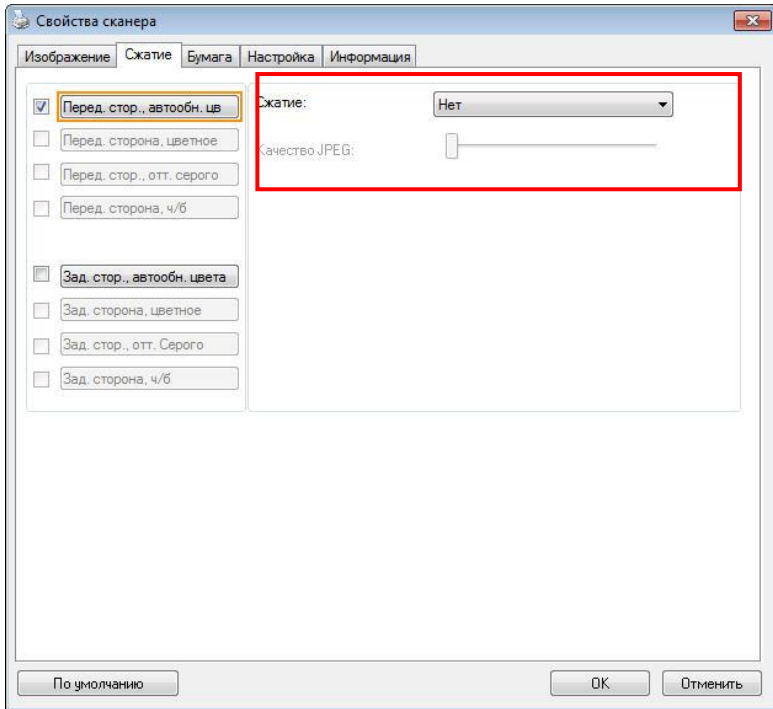 Свойства сканера
Изображение Сжатие Бумага Настройка Информация
Перед. стор., автообн. цв
Перед. сторона, цветное
Перед. стор., отт. серого
Перед. сторона, ч/б
Зад. стор., автообн. цвета
Зад. сторона, цветное
Зад. стор., отт. Серого
Зад. сторона, ч/б
Сжатие: Нет
Качество JPEG:
По умолчанию OK Отменить